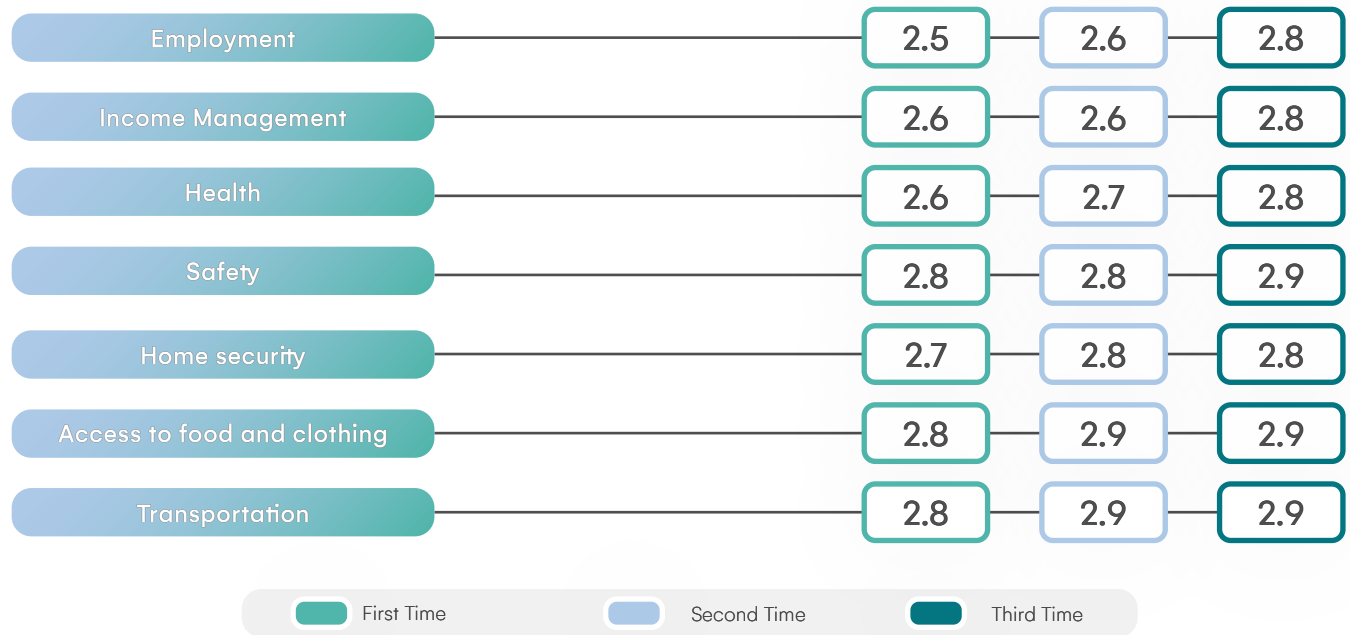 Employment 2.5 2.6 2.8
Income Management 2.6 2.6 2.8
Health 2.6 2.7 2.8
Safety 2.8 2.8 2.9
Home security 2.7 2.8 2.8
Access to food and clothing 2.8 2.9 2.9
Transportation 2.8 2.9 2.9
First Time Second Time Third Time